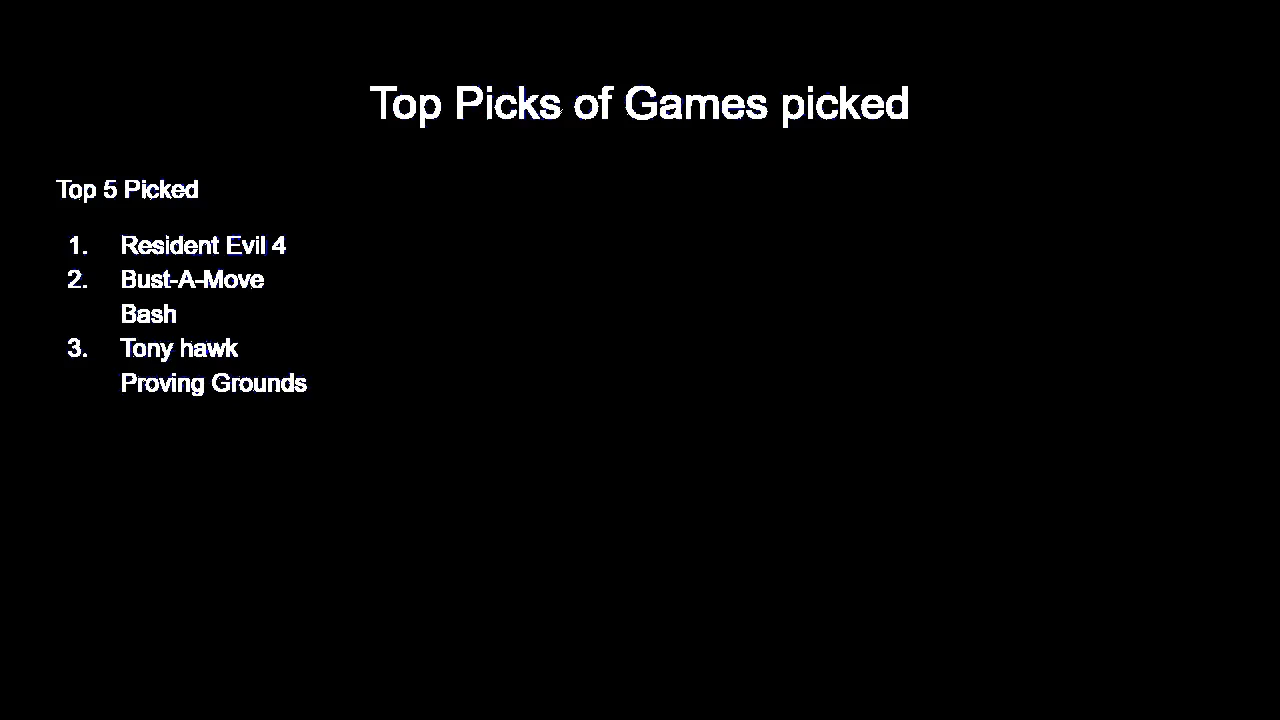 Top Picks of Games picked
Top 5 Picked
1. Resident Evil 4
2. Bust-A-Move
Bash
3. Tony hawk
Proving Grounds